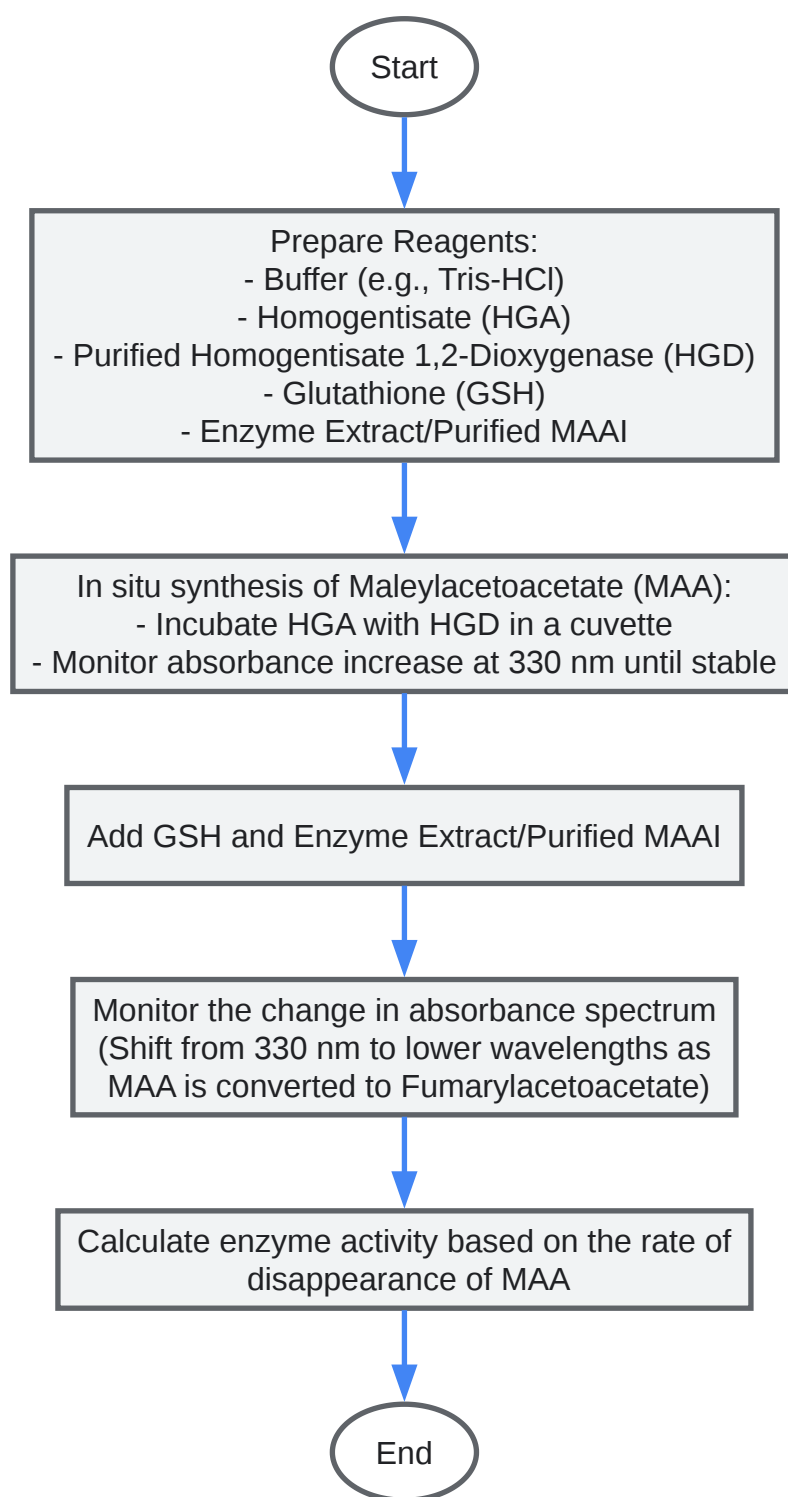 Start
Prepare Reagents:
- Buffer (e.g., Tris-HCl)
- Homogentisate (HGA)
- Purified Homogentisate 1,2-Dioxygenase (HGD)
- Glutathione (GSH)
- Enzyme Extract/Purified MAAI
In situ synthesis of Maleylacetoacetate (MAA):
- Incubate HGA with HGD in a cuvette
- Monitor absorbance increase at 330 nm until stable
Add GSH and Enzyme Extract/Purified MAAI
Monitor the change in absorbance spectrum
(Shift from 330 nm to lower wavelengths as
MAA is converted to Fumarylacetoacetate)
Calculate enzyme activity based on the rate of
disappearance of MAA
End